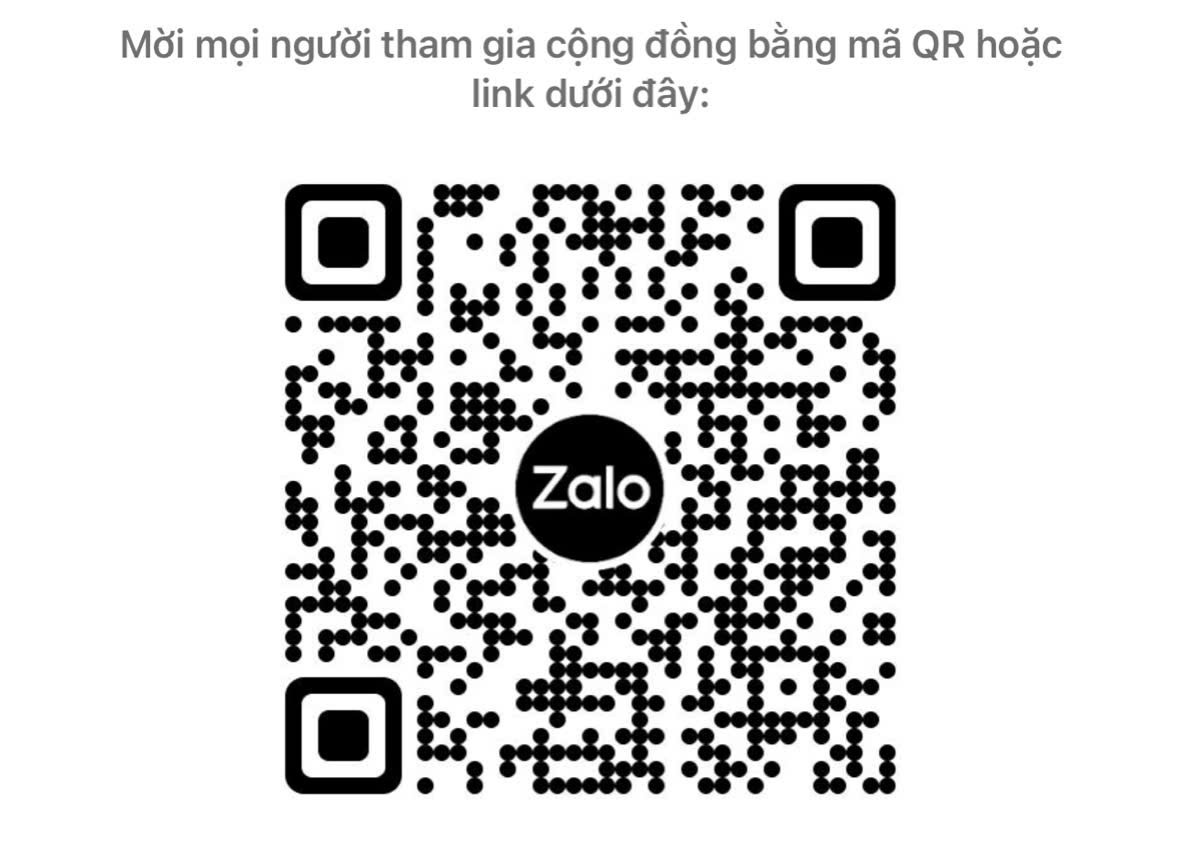 Mời mọi người tham gia cộng đồng bằng mã QR hoặc
link dưới đây:
Zalo